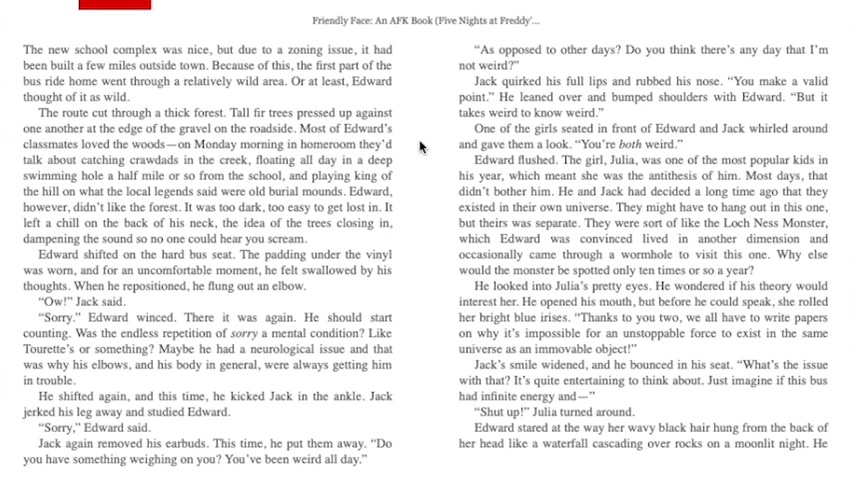 Friendly Face: An AFK Book (Five Nights at Freddy'...
The new school complex was nice, but due to a zoning issue, it had
been built a few miles outside town. Because of this, the first part of the
bus ride home went through a relatively wild area. Or at least, Edward
thought of it as wild.
The route cut through a thick forest. Tall fir trees pressed up against
one another at the edge of the gravel on the roadside. Most of Edward’s
classmates loved the woods—on Monday morning in homeroom they’d
talk about catching crawdads in the creek, floating all day in a deep
swimming hole a half mile or so from the school, and playing king of
the hill on what the local legends said were old burial mounds. Edward,
however, didn’t like the forest. It was too dark, too easy to get lost in. It
left a chill on the back of his neck, the idea of the trees closing in,
dampening the sound so no one could hear you scream.
Edward shifted on the hard bus seat. The padding under the vinyl
was worn, and for an uncomfortable moment, he felt swallowed by his
thoughts. When he repositioned, he flung out an elbow.
“Ow!” Jack said.
“Sorry.” Edward winced. There it was again. He should start
counting. Was the endless repetition of sorry a mental condition? Like
Tourette’s or something? Maybe he had a neurological issue and that
was why his elbows, and his body in general, were always getting him
in trouble.
He shifted again, and this time, he kicked Jack in the ankle. Jack
jerked his leg away and studied Edward.
“Sorry,” Edward said.
Jack again removed his earbuds. This time, he put them away. “Do
you have something weighing on you? You’ve been weird all day.”
“As opposed to other days? Do you think there’s any day that I’m
not weird?”
Jack quirked his full lips and rubbed his nose. “You make a valid
point.” He leaned over and bumped shoulders with Edward. “But it
takes weird to know weird.”
One of the girls seated in front of Edward and Jack whirled around
and gave them a look. “You’re both weird.”
Edward flushed. The girl, Julia, was one of the most popular kids in
his year, which meant she was the antithesis of him. Most days, that
didn’t bother him. He and Jack had decided a long time ago that they
existed in their own universe. They might have to hang out in this one,
but theirs was separate. They were sort of like the Loch Ness Monster,
which Edward was convinced lived in another dimension and
occasionally came through a wormhole to visit this one. Why else
would the monster be spotted only ten times or so a year?
He looked into Julia’s pretty eyes. He wondered if his theory would
interest her. He opened his mouth, but before he could speak, she rolled
her bright blue irises. “Thanks to you two, we all have to write papers
on why it’s impossible for an unstoppable force to exist in the same
universe as an immovable object!”
Jack’s smile widened, and he bounced in his seat. “What’s the issue
with that? It’s quite entertaining to think about. Just imagine if this bus
had infinite energy and—”
“Shut up!” Julia turned around.
Edward stared at the way her wavy black hair hung from the back of
her head like a waterfall cascading over rocks on a moonlit night. He